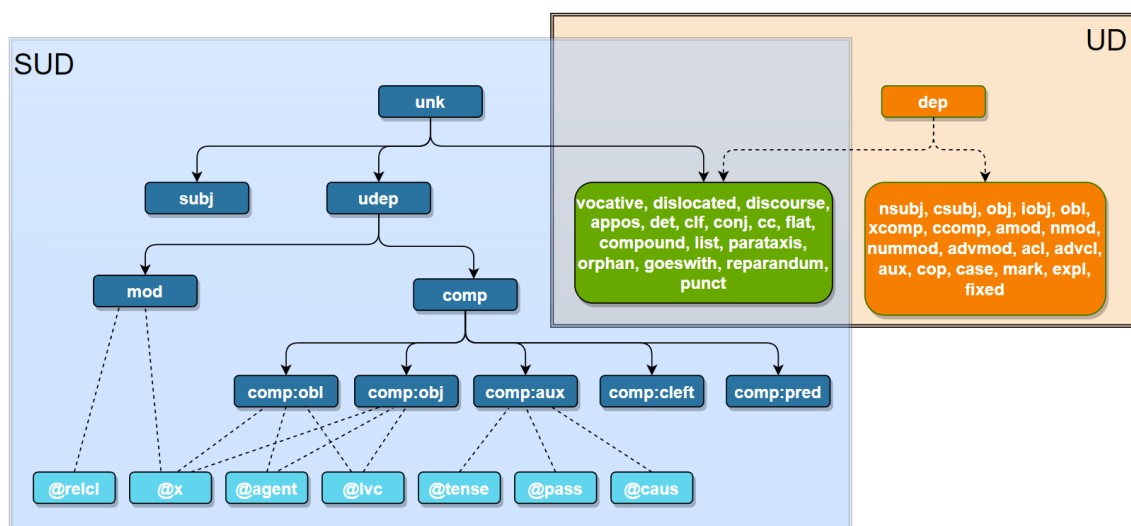 SUD
UD
unk
dep
subj
udep
vocative, dislocated, discourse,
appos, det, clf, conj, cc, flat,
compound, list, parataxis,
orphan, goeswith, reparandum,
punct
nsubj, csubj, obj, iobj, obl,
xcomp, ccomp, amod, nmod,
nummod, advmod, acl, advcl,
aux, cop, case, mark, expl,
fixed
mod
comp
comp:obl
comp:obj
comp:aux
comp:cleft
comp:pred
@relcl
@x
@agent
@lvc
@tense
@pass
@caus